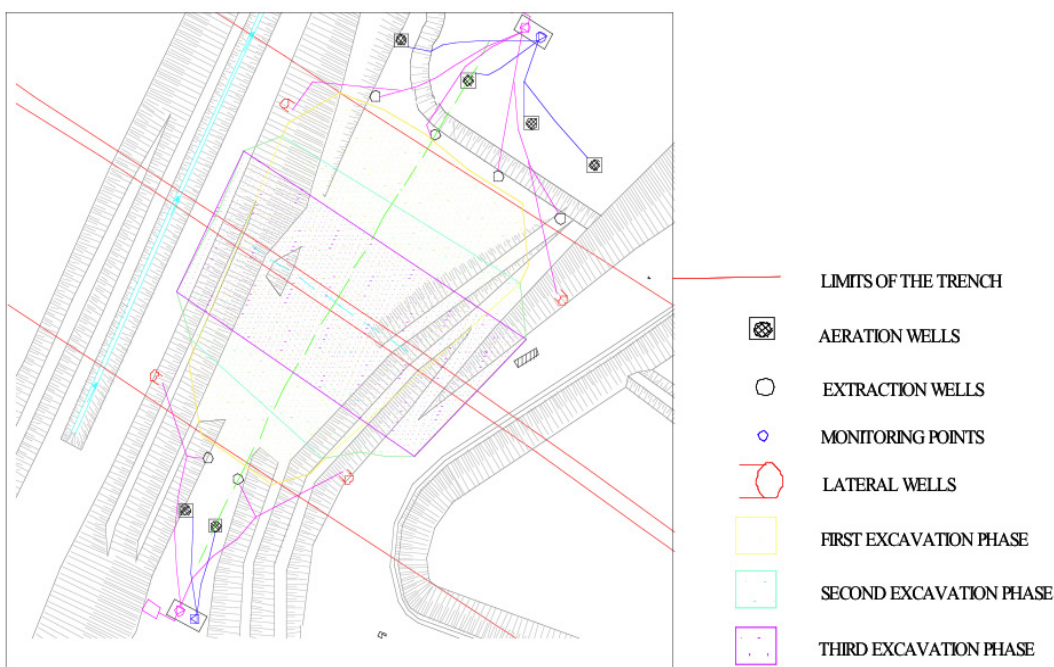 LIMITS OF THE TRENCH
AERATION WELLS
EXTRACTION WELLS
MONITORING POINTS
LATERAL WELLS
FIRST EXCAVATION PHASE
SECOND EXCAVATION PHASE
THIRD EXCAVATION PHASE